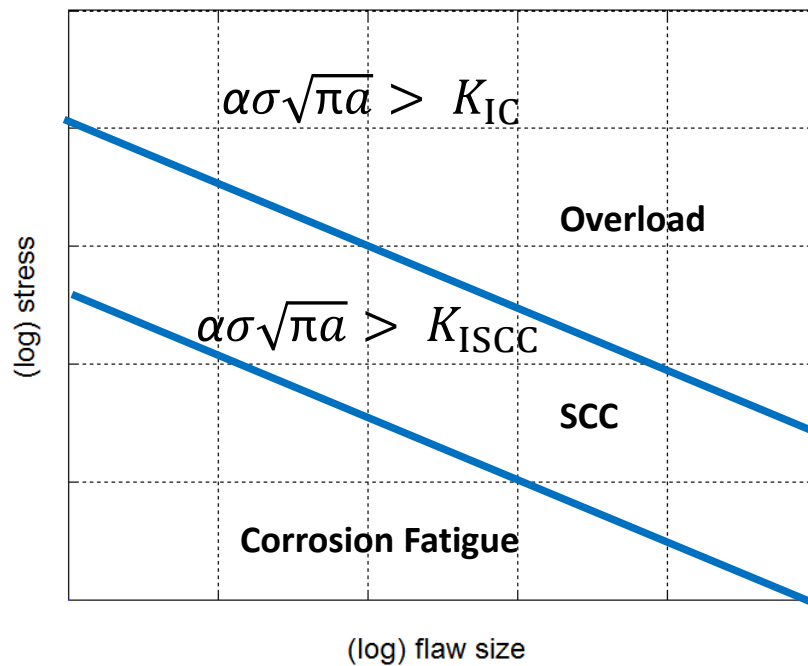 ασ√πa > K_IC
Overload
(log) stress
ασ√πa > K_ISCC
SCC
Corrosion Fatigue
(log) flaw size